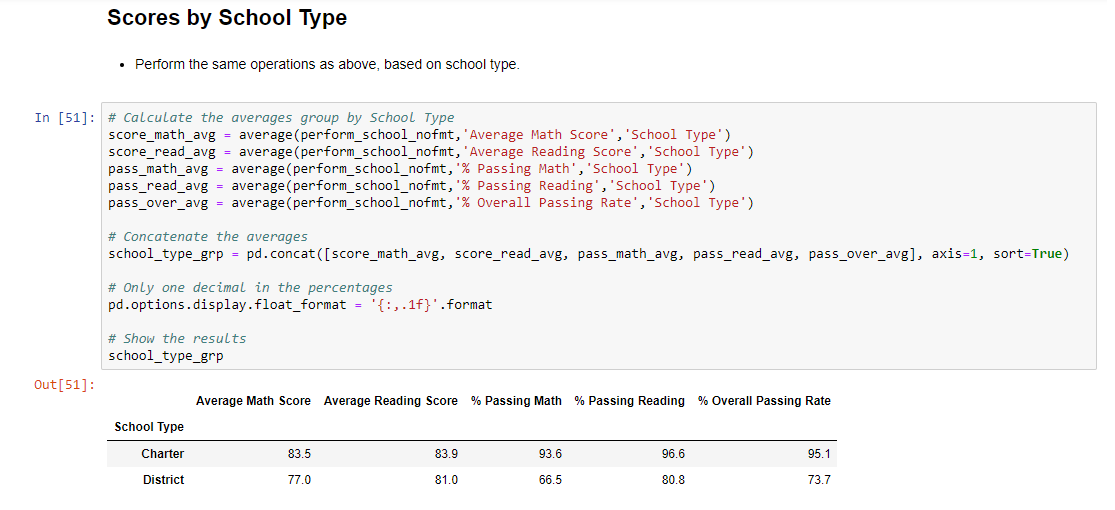 Scores by School Type
• Perform the same operations as above, based on school type.
In [51]:
# Calculate the averages group by School Type
score_math_avg = average(perform_school_nofmt,'Average Math Score','School Type')
score_read_avg = average(perform_school_nofmt,'Average Reading Score','School Type')
pass_math_avg = average(perform_school_nofmt,'% Passing Math','School Type')
pass_read_avg = average(perform_school_nofmt,'% Passing Reading','School Type')
pass_over_avg = average(perform_school_nofmt,'% Overall Passing Rate','School Type')
# Concatenate the averages
school_type_grp = pd.concat([score_math_avg, score_read_avg, pass_math_avg, pass_read_avg, pass_over_avg], axis=1, sort=True)
# Only one decimal in the percentages
pd.options.display.float_format = '{:,.1f}'.format
# Show the results
school_type_grp
Out[51]:
Average Math Score Average Reading Score % Passing Math % Passing Reading % Overall Passing Rate
School Type
Charter 83.5 83.9 93.6 96.6 95.1
District 77.0 81.0 66.5 80.8 73.7